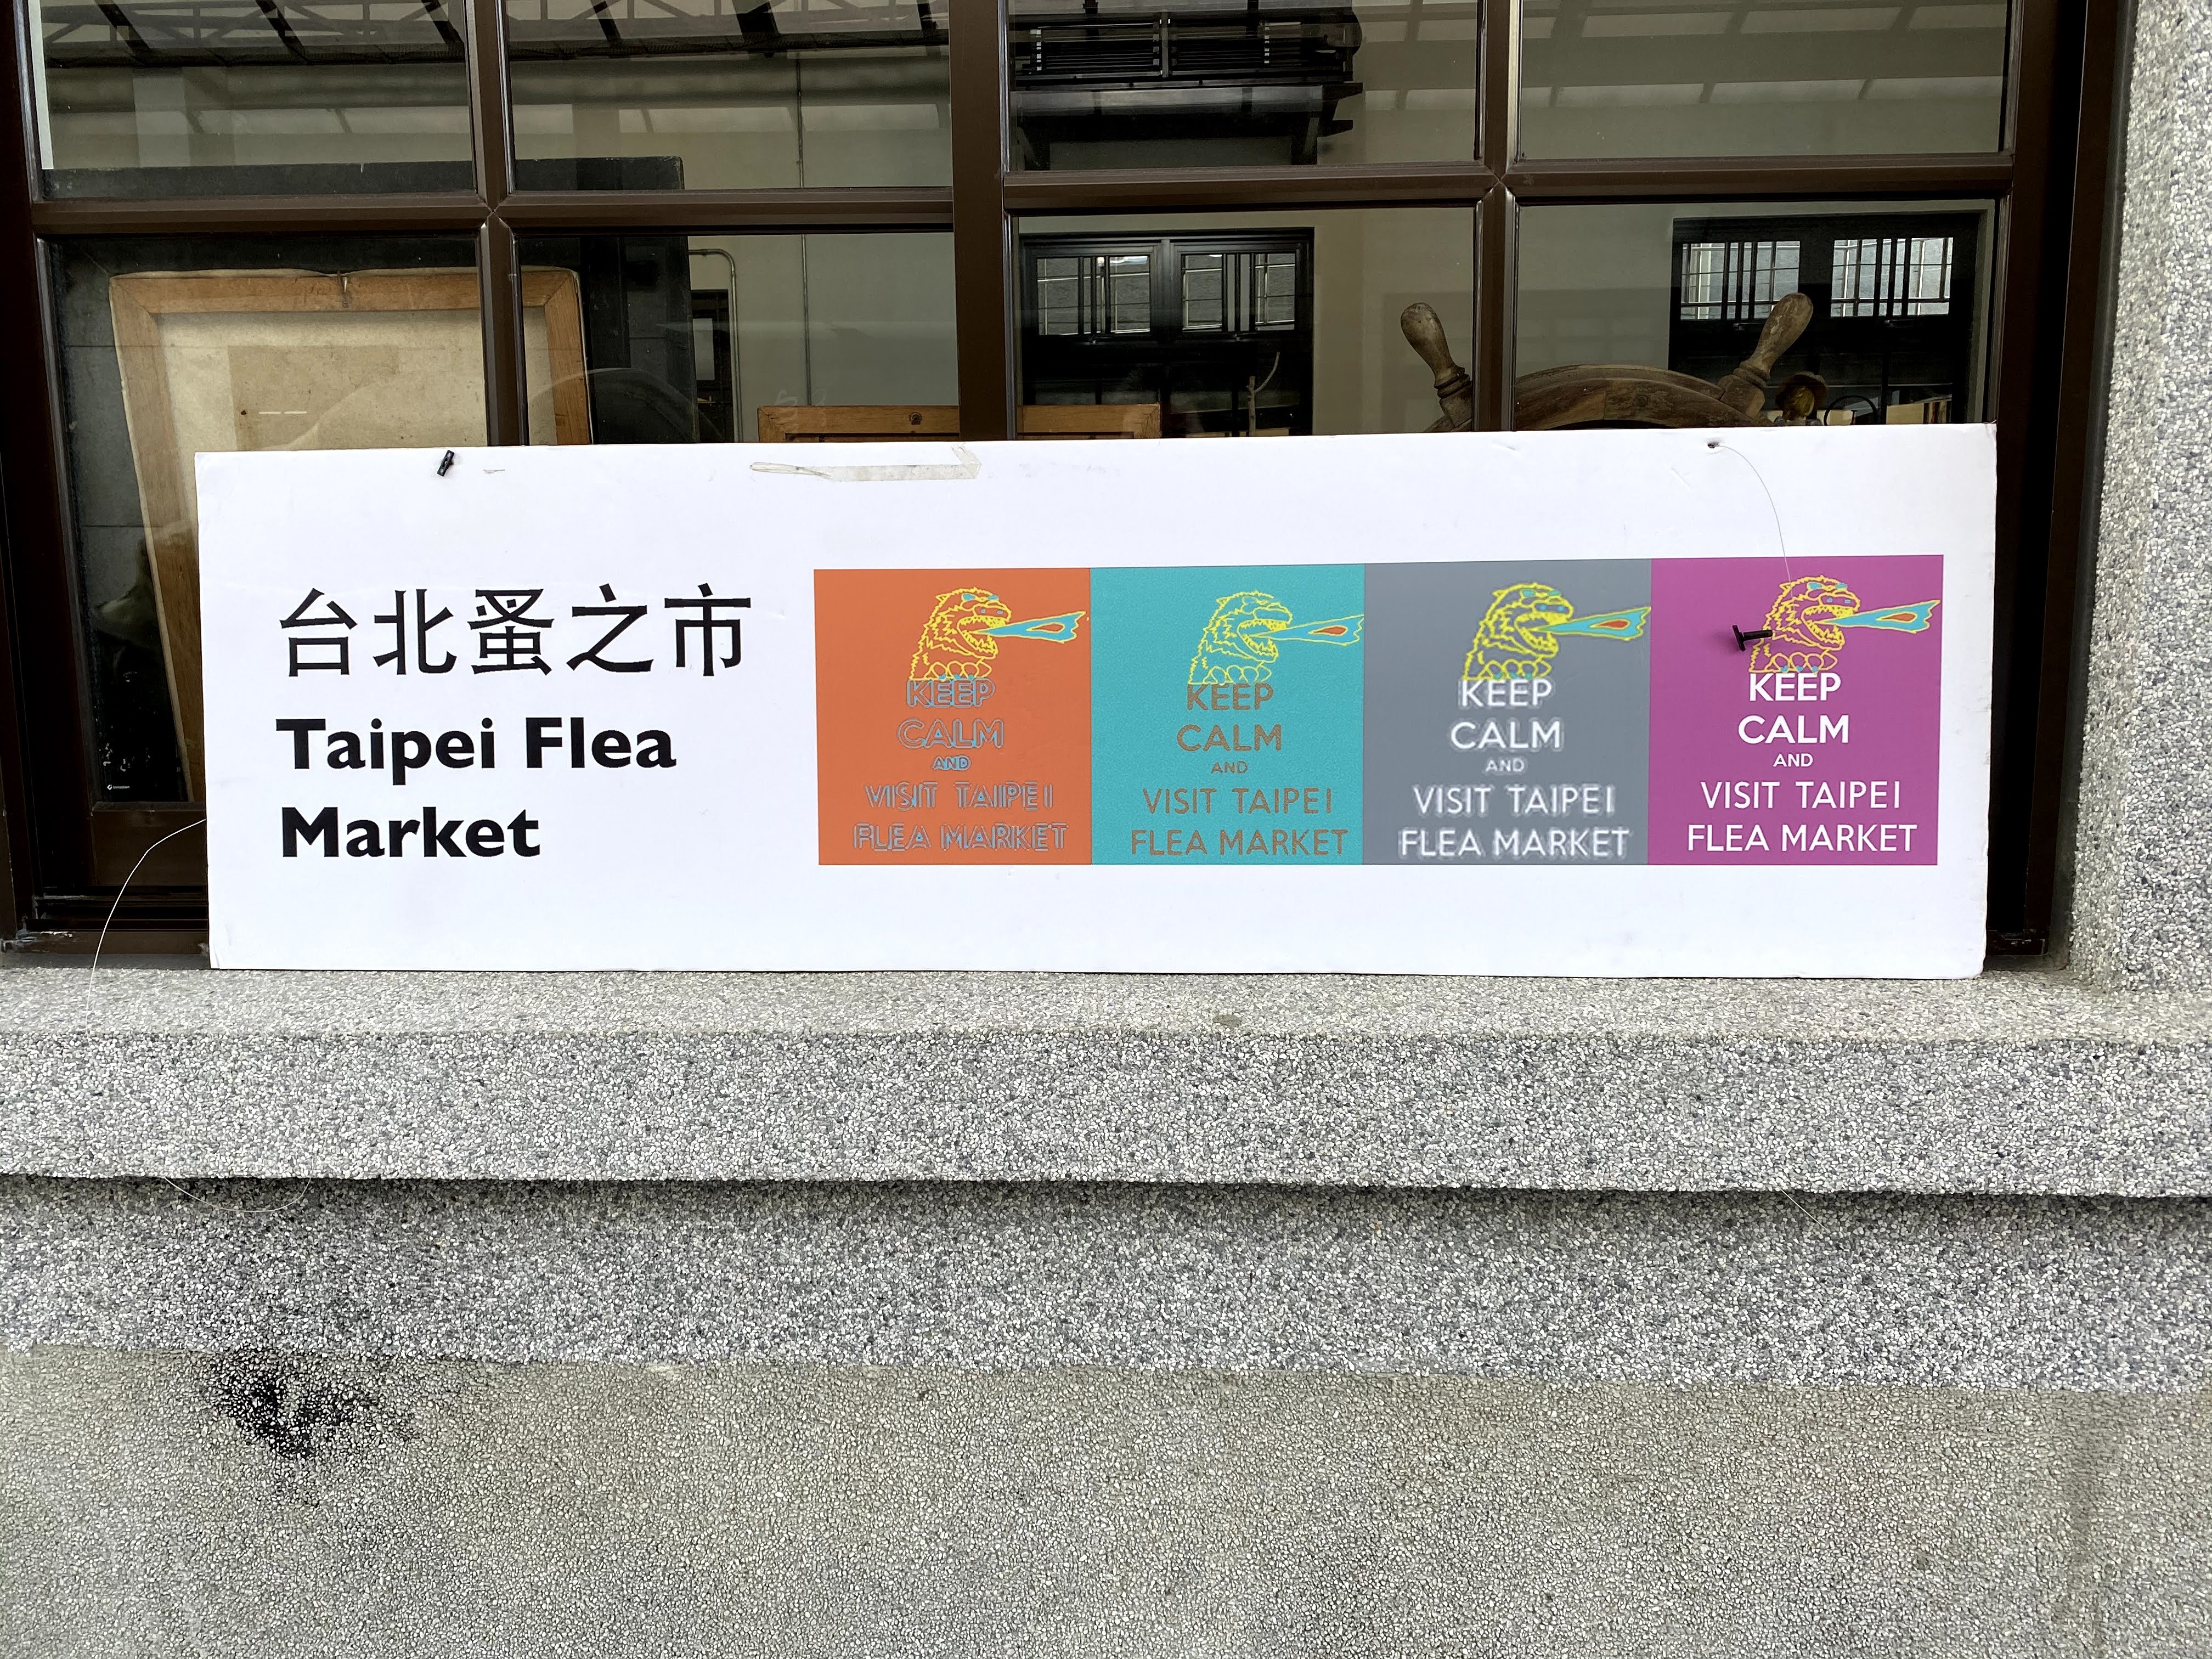 台北蚤之市
Taipei Flea
Market
KEEP
CALM
AND
VISIT TAIPEI
FLEA MARKET
KEEP
CALM
AND
VISIT TAIPEI
FLEA MARKET
KEEP
CALM
AND
VISIT TAIPEI
FLEA MARKET
KEEP
CALM
AND
VISIT TAIPEI
FLEA MARKET